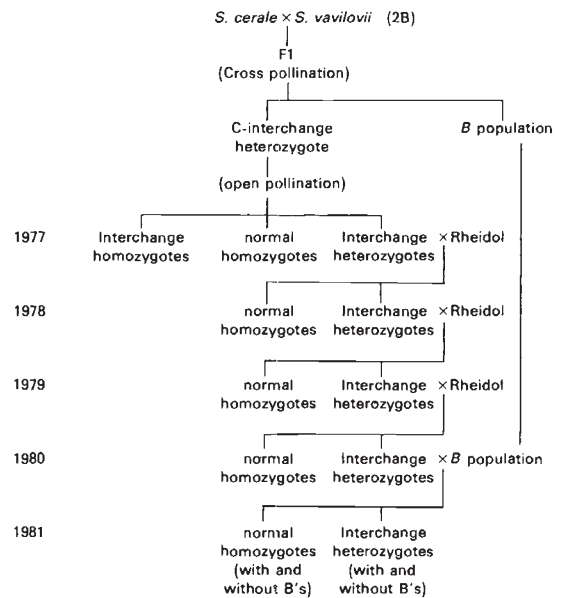 S. cerale × S. vavilovii (2B)
F1
(Cross pollination)
C-interchange heterozygote
B population
(open pollination)
1977
Interchange homozygotes
normal homozygotes
Interchange heterozygotes
× Rheidol
1978
normal homozygotes
Interchange heterozygotes
× Rheidol
1979
normal homozygotes
Interchange heterozygotes
× Rheidol
1980
normal homozygotes
Interchange heterozygotes
× B population
1981
normal homozygotes (with and without B's)
Interchange heterozygotes (with and without B's)